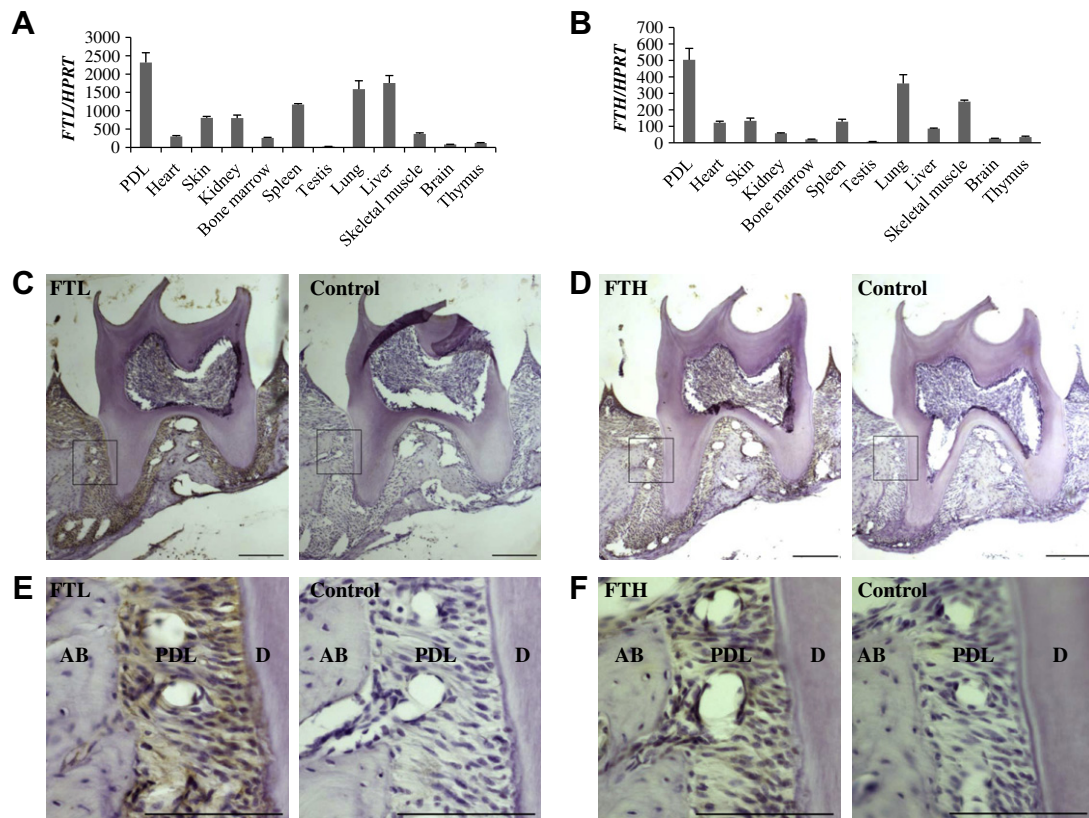 A
FTL/HPRT
3000
2500
2000
1500
1000
500
0
PDL
Heart
Skin
Kidney
Bone marrow
Spleen
Testis
Lung
Liver
Skeletal muscle
Brain
Thymus
B
FTH/HPRT
700
600
500
400
300
200
100
0
PDL
Heart
Skin
Kidney
Bone marrow
Spleen
Testis
Lung
Liver
Skeletal muscle
Brain
Thymus
C
FTL
Control
D
FTH
Control
E
FTL
AB
PDL
D
Control
AB
PDL
D
F
FTH
AB
PDL
D
Control
AB
PDL
D